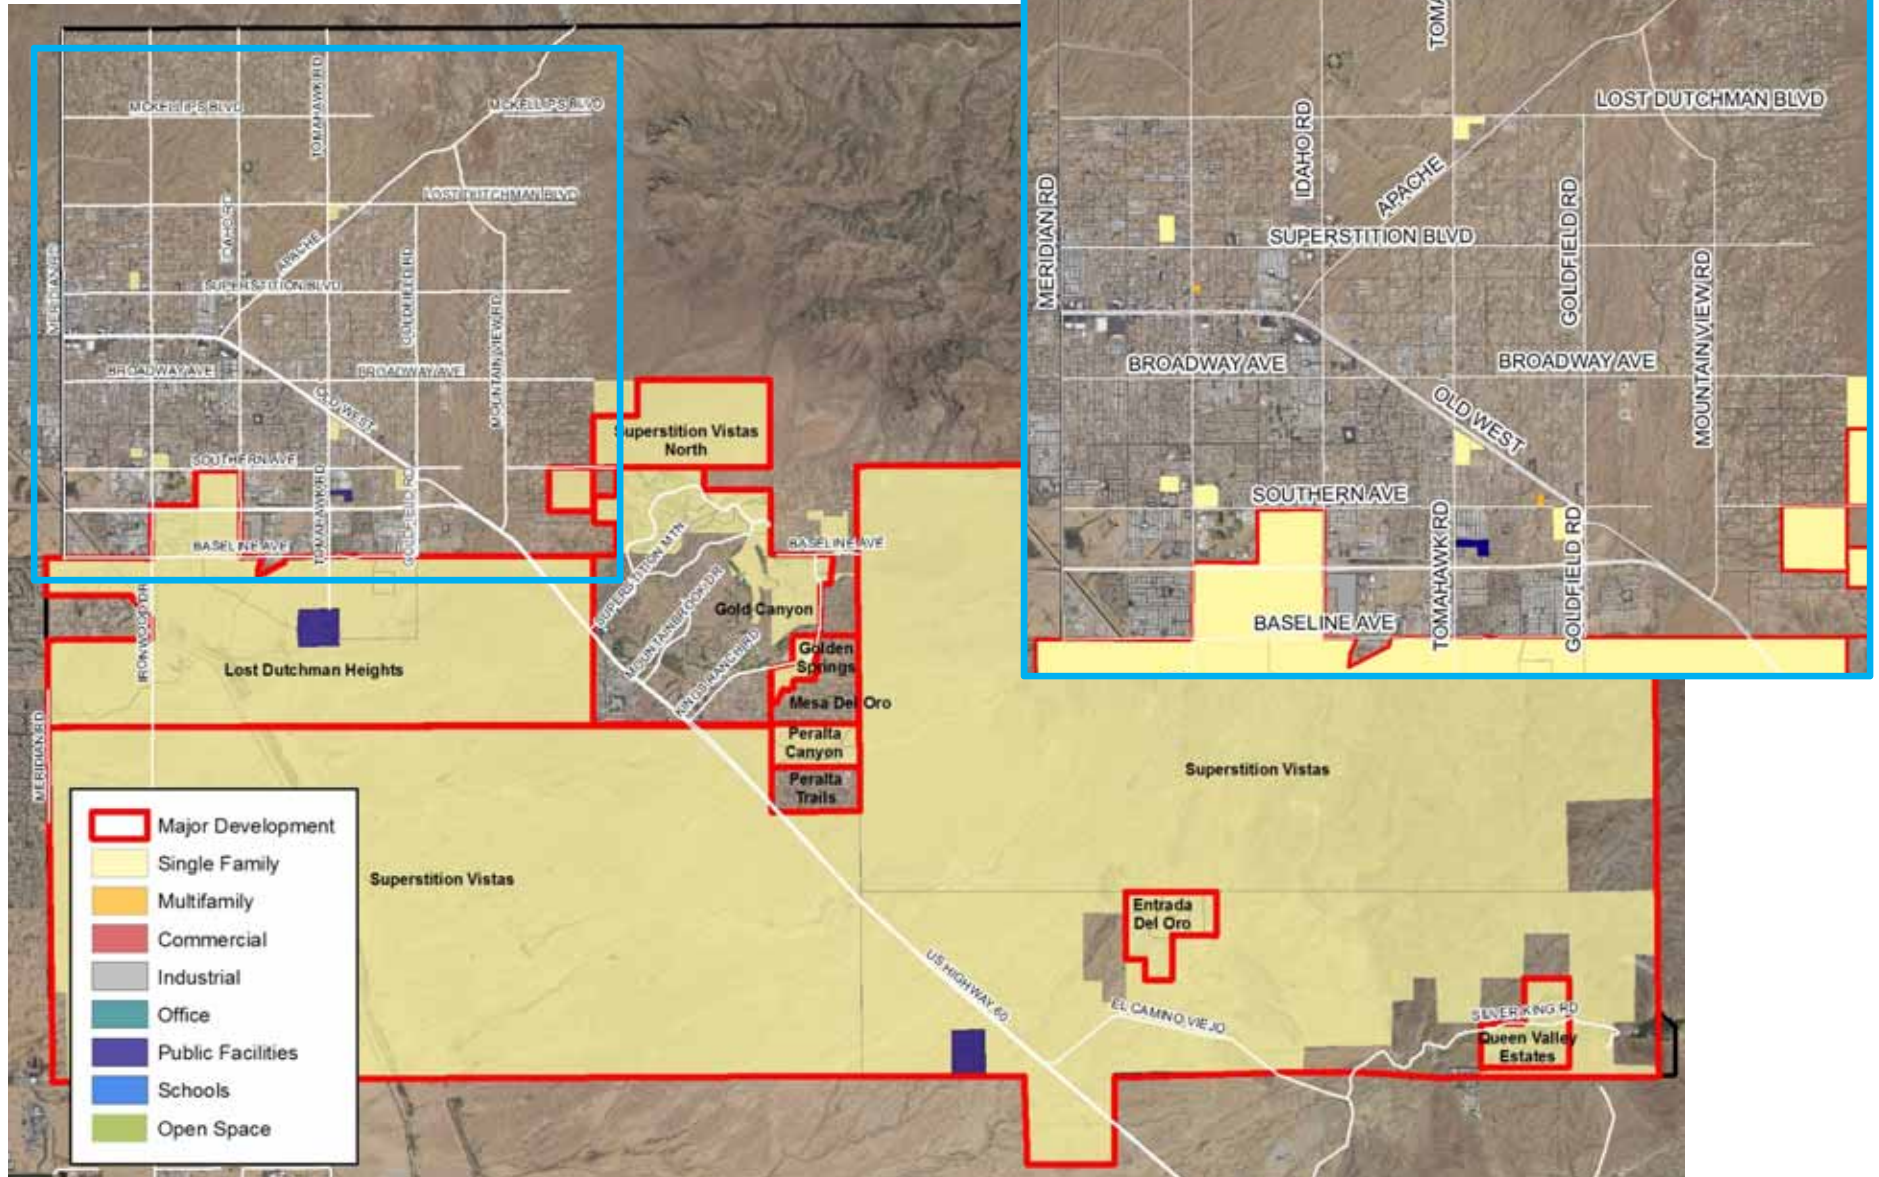 MCKELLIPS BLVD
MCKELLIPS BLVD
TOMAHAWK RD
LOST DUTCHMAN BLVD
IDAHO RD
APACHE
MERIDIAN RD
SUPERSTITION BLVD
GOLDFIELD RD
MOUNTAIN VIEW RD
BROADWAY AVE
BROADWAY AVE
OLD WEST
SOUTHERN AVE
TOMAHAWK RD
GOLDFIELD RD
BASELINE AVE
Superstition Vistas
North
SUPERSTITION MTN
BASELINE AVE
MOUNTAINBROOK DR
Gold Canyon
KINGS RANCH RD
Golden
Springs
Mesa Del Oro
Peralta
Canyon
Peralta
Trails
IRONWOOD DR
Lost Dutchman Heights
MERIDIAN RD
Superstition Vistas
Superstition Vistas
Entrada
Del Oro
US HIGHWAY 60
EL CAMINO VIEJO
SILVER KING RD
Queen Valley
Estates
Major Development
Single Family
Multifamily
Commercial
Industrial
Office
Public Facilities
Schools
Open Space
TOMA
LOST DUTCHMAN BLVD
IDAHO RD
APACHE
MERIDIAN RD
SUPERSTITION BLVD
GOLDFIELD RD
MOUNTAIN VIEW RD
BROADWAY AVE
BROADWAY AVE
OLD WEST
SOUTHERN AVE
TOMAHAWK RD
GOLDFIELD RD
BASELINE AVE